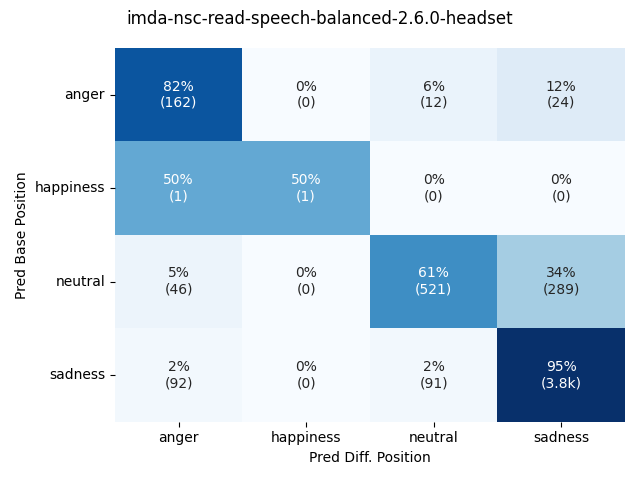 imda-nsc-read-speech-balanced-2.6.0-headset
anger
82%
(162)
0%
(0)
6%
(12)
12%
(24)
happiness
50%
(1)
50%
(1)
0%
(0)
0%
(0)
neutral
5%
(46)
0%
(0)
61%
(521)
34%
(289)
sadness
2%
(92)
0%
(0)
2%
(91)
95%
(3.8k)
anger
happiness
neutral
sadness
Pred Diff. Position
Pred Base Position